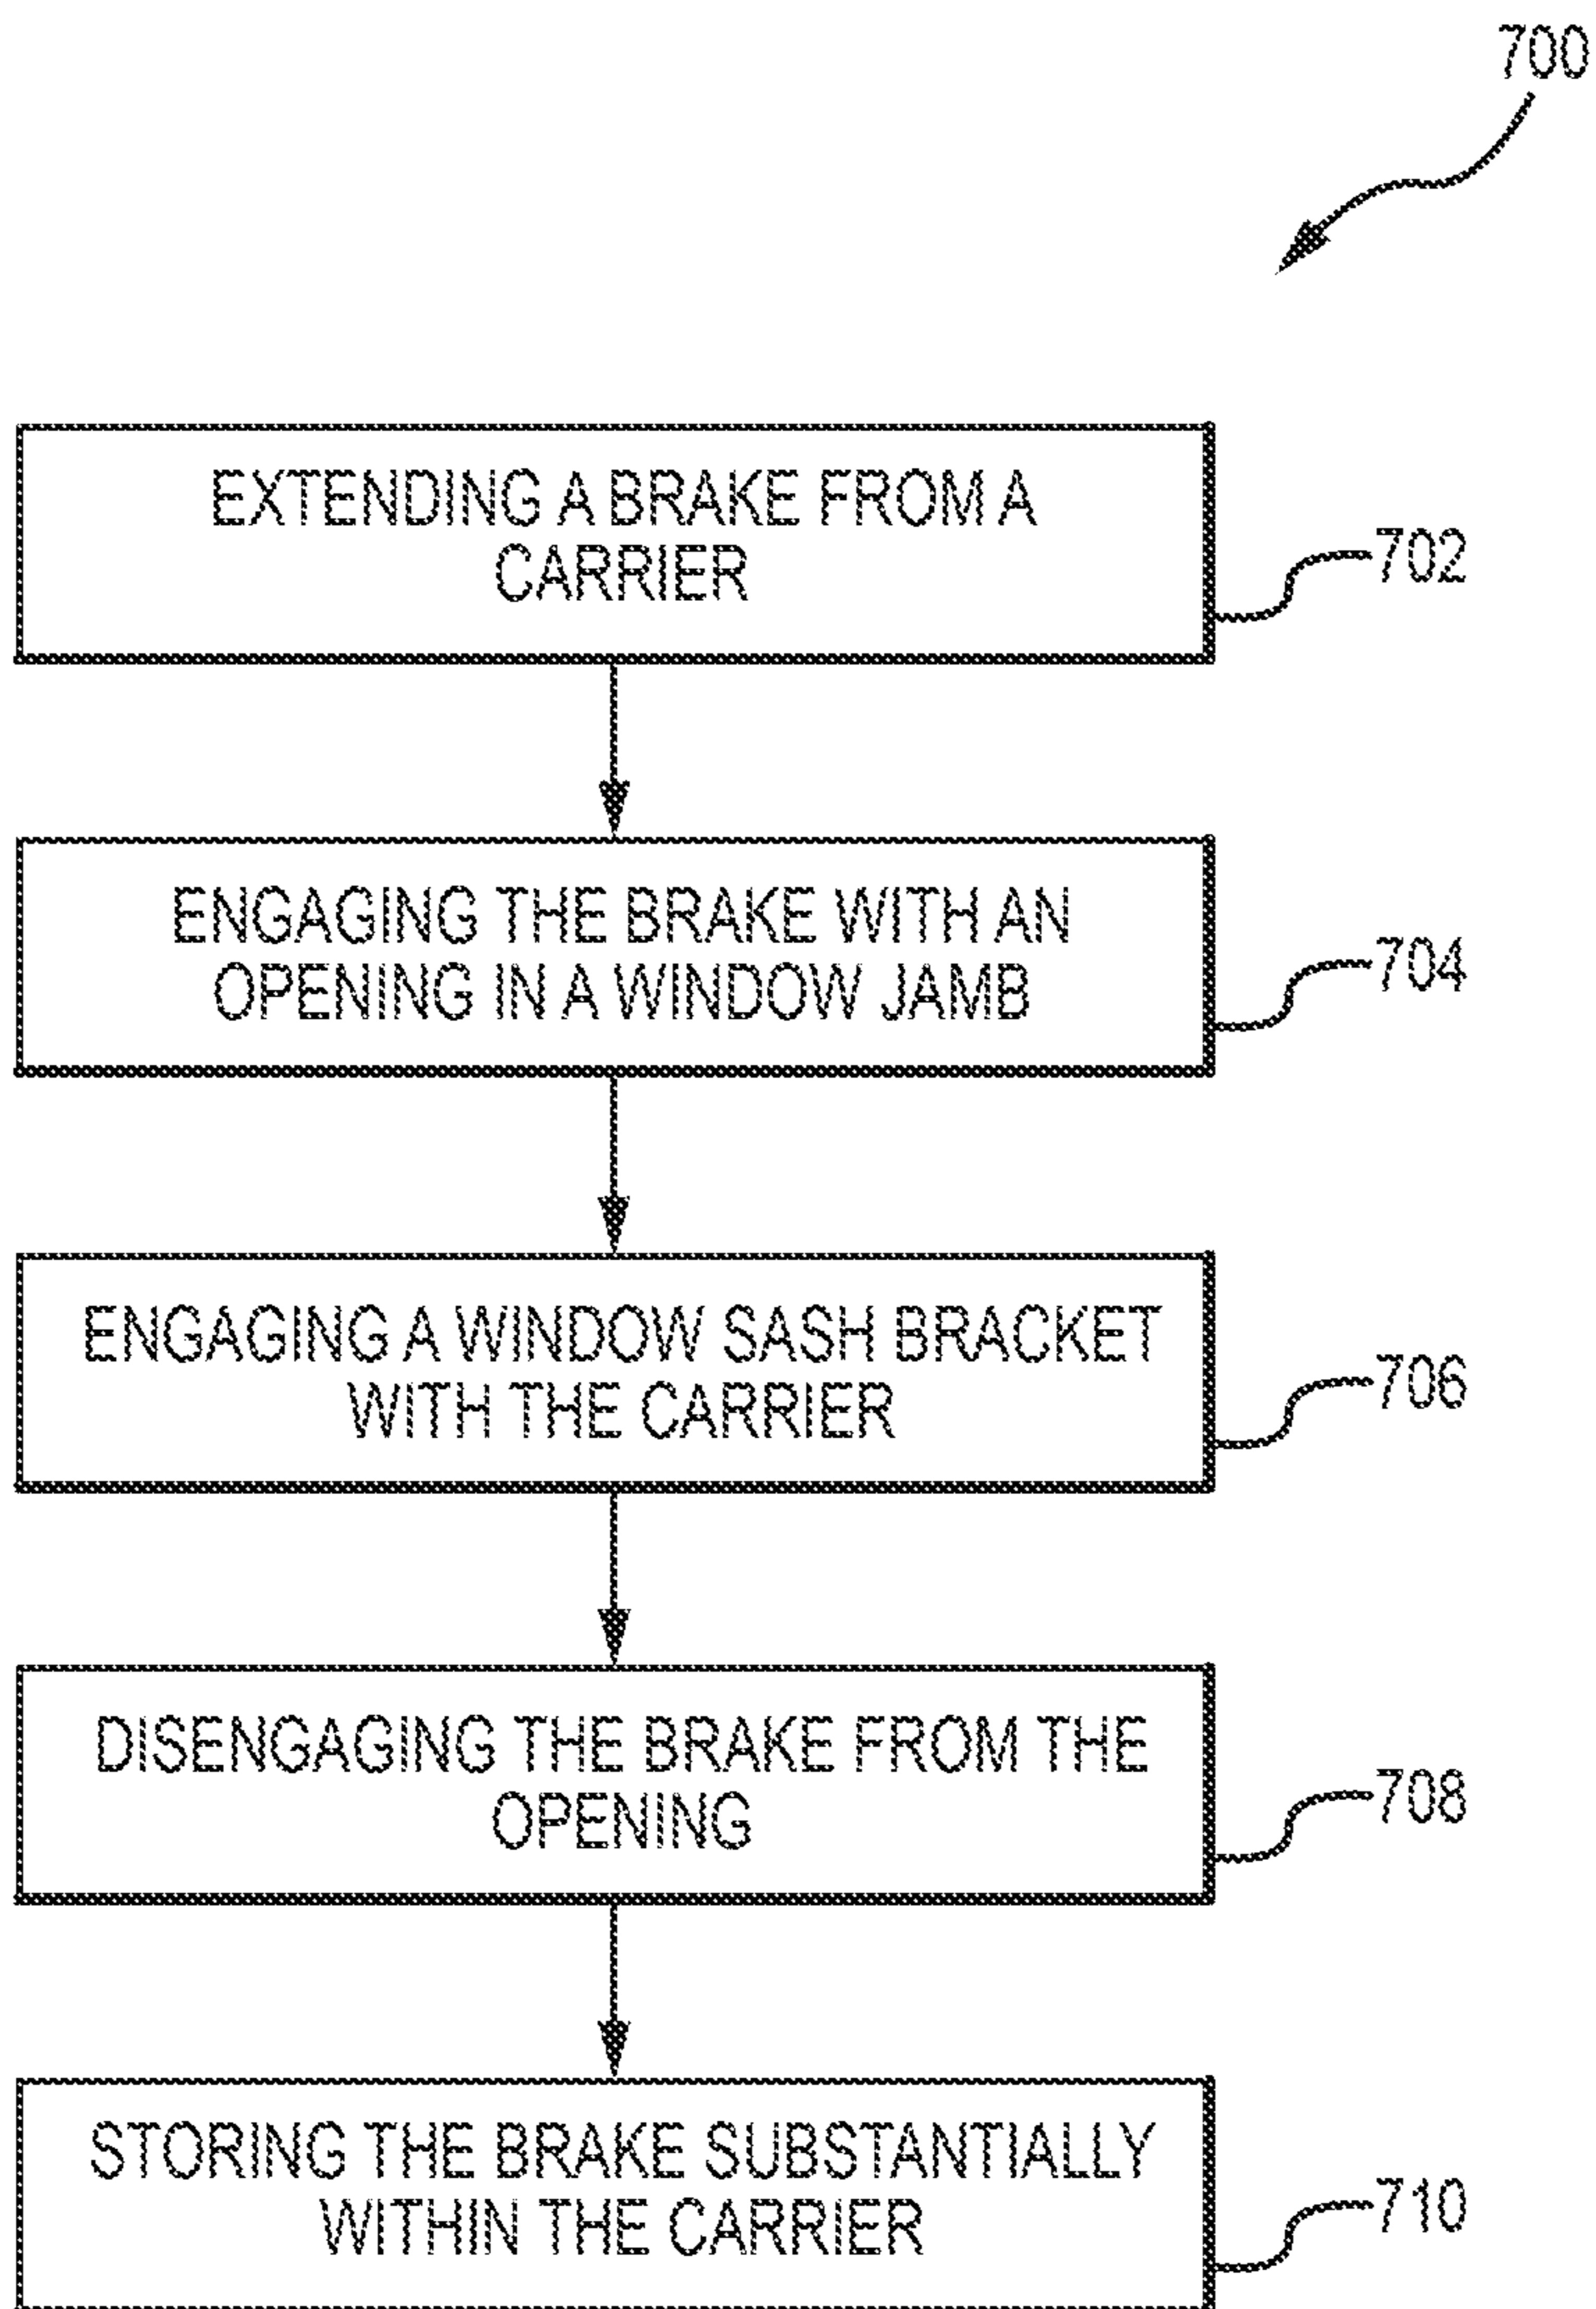 700
EXTENDING A BRAKE FROM A
CARRIER
702
ENGAGING THE BRAKE WITH AN
OPENING IN A WINDOW JAMB
704
ENGAGING A WINDOW SASH BRACKET
WITH THE CARRIER
706
DISENGAGING THE BRAKE FROM THE
OPENING
708
STORING THE BRAKE SUBSTANTIALLY
WITHIN THE CARRIER
710